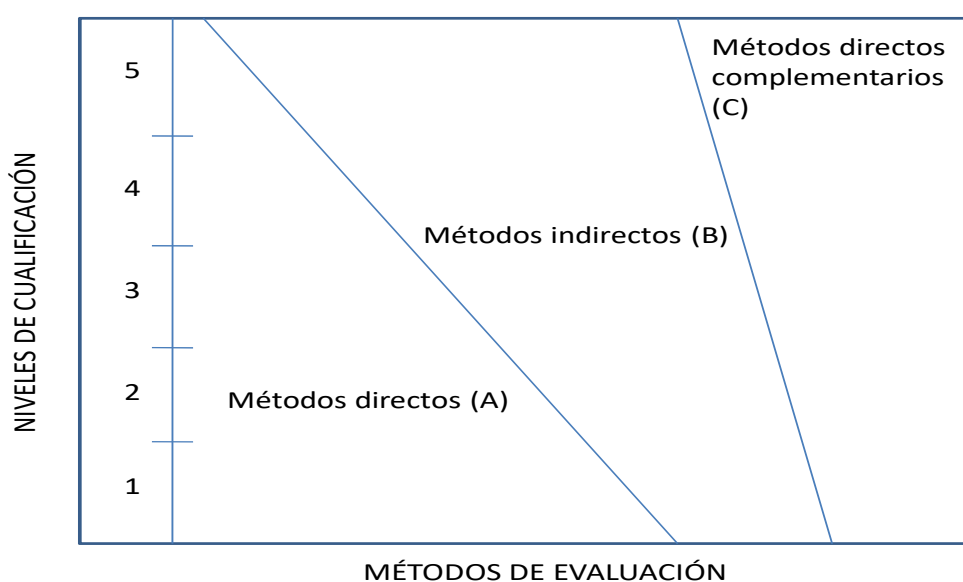 NIVELES DE CUALIFICACIÓN
5
4
3
2
1
Métodos directos
complementarios
(C)
Métodos indirectos (B)
Métodos directos (A)
MÉTODOS DE EVALUACIÓN